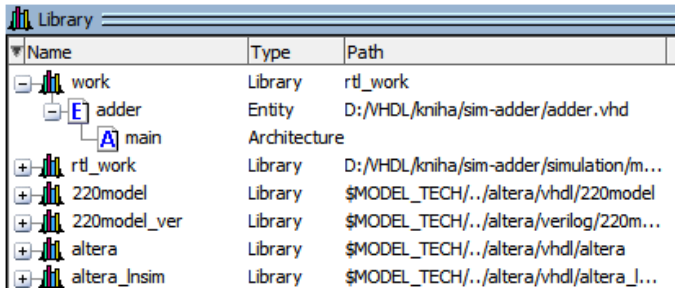 Library
Name Type Path
work Library rtl_work
E adder Entity D:/VHDL/kniha/sim-adder/adder.vhd
A main Architecture
rtl_work Library D:/VHDL/kniha/sim-adder/simulation/m...
220model Library $MODEL_TECH/../altera/vhdl/220model
220model_ver Library $MODEL_TECH/../altera/verilog/220m...
altera Library $MODEL_TECH/../altera/vhdl/altera
altera_lnsim Library $MODEL_TECH/../altera/vhdl/altera_l...